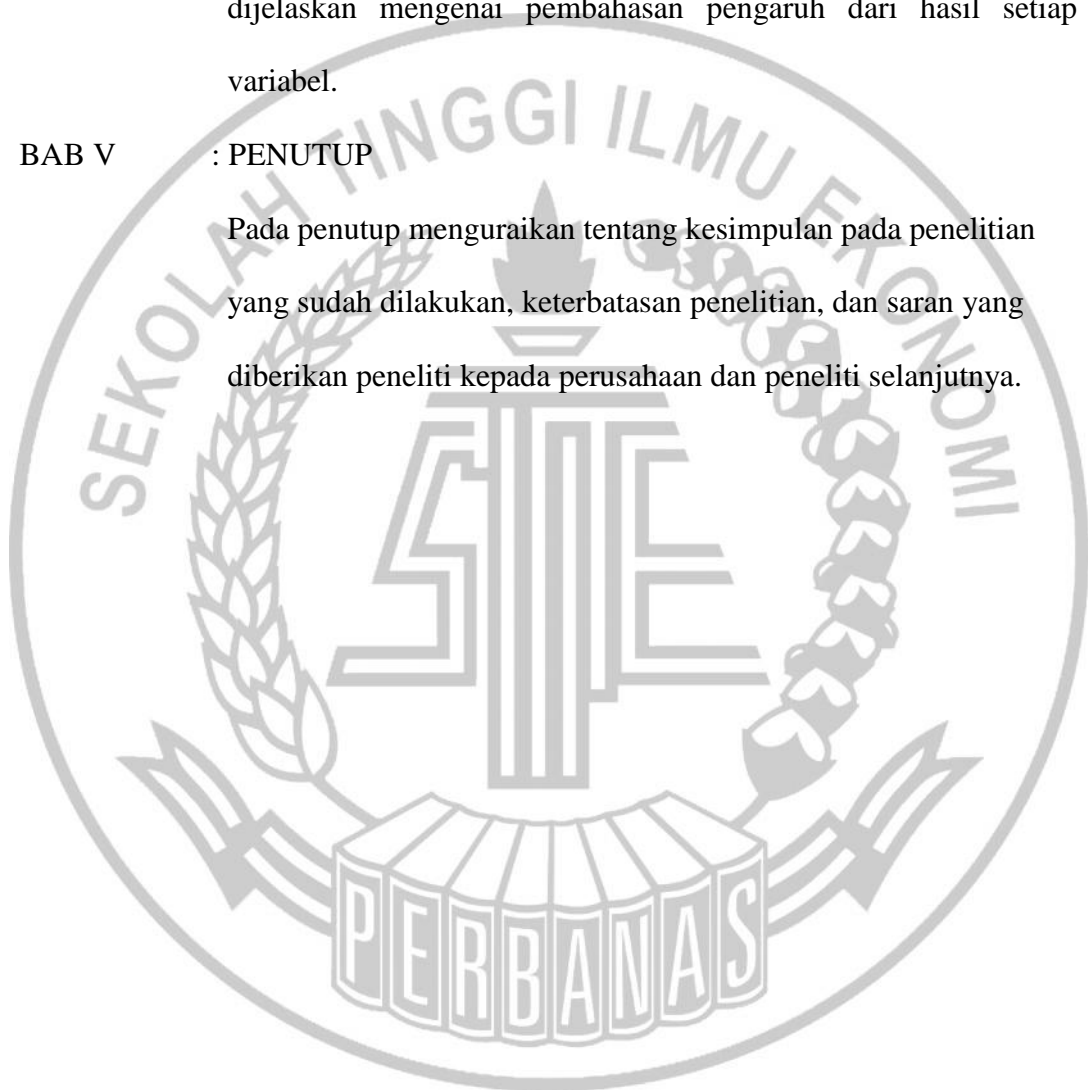 dijelaskan mengenai pembahasan pengaruh dari hasil setiap
variabel.
BAB V : PENUTUP
Pada penutup menguraikan tentang kesimpulan pada penelitian
yang sudah dilakukan, keterbatasan penelitian, dan saran yang
diberikan peneliti kepada perusahaan dan peneliti selanjutnya.
SEKOLAH TINGGI ILMU EKONOMI
STIE
PERBANAS